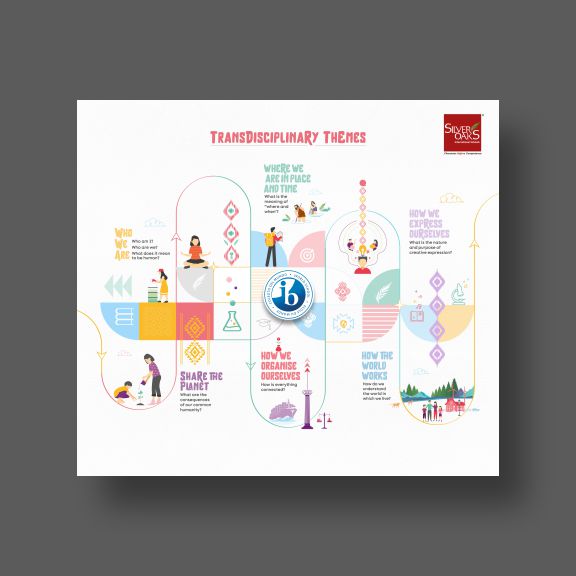 TRANSDISCIPLINARY THEMES
SILVER
OAKS
International Schools
WHERE WE
ARE IN PLACE
AND TIME
What is the
meaning of
"where and
when?
WHO
WE
ARE
Who am I?
Who are we?
What does it mean
to be human?
HOW WE
EXPRESS
OURSELVES
What is the nature
and purpose of
creative expression?
ib
SHARE THE
PLANET
What are the
consequences
of our common
humanity?
HOW WE
ORGANISE
OURSELVES
How is everything
connected?
HOW THE
WORLD
WORKS
How do we
understand the
world in
which we live?